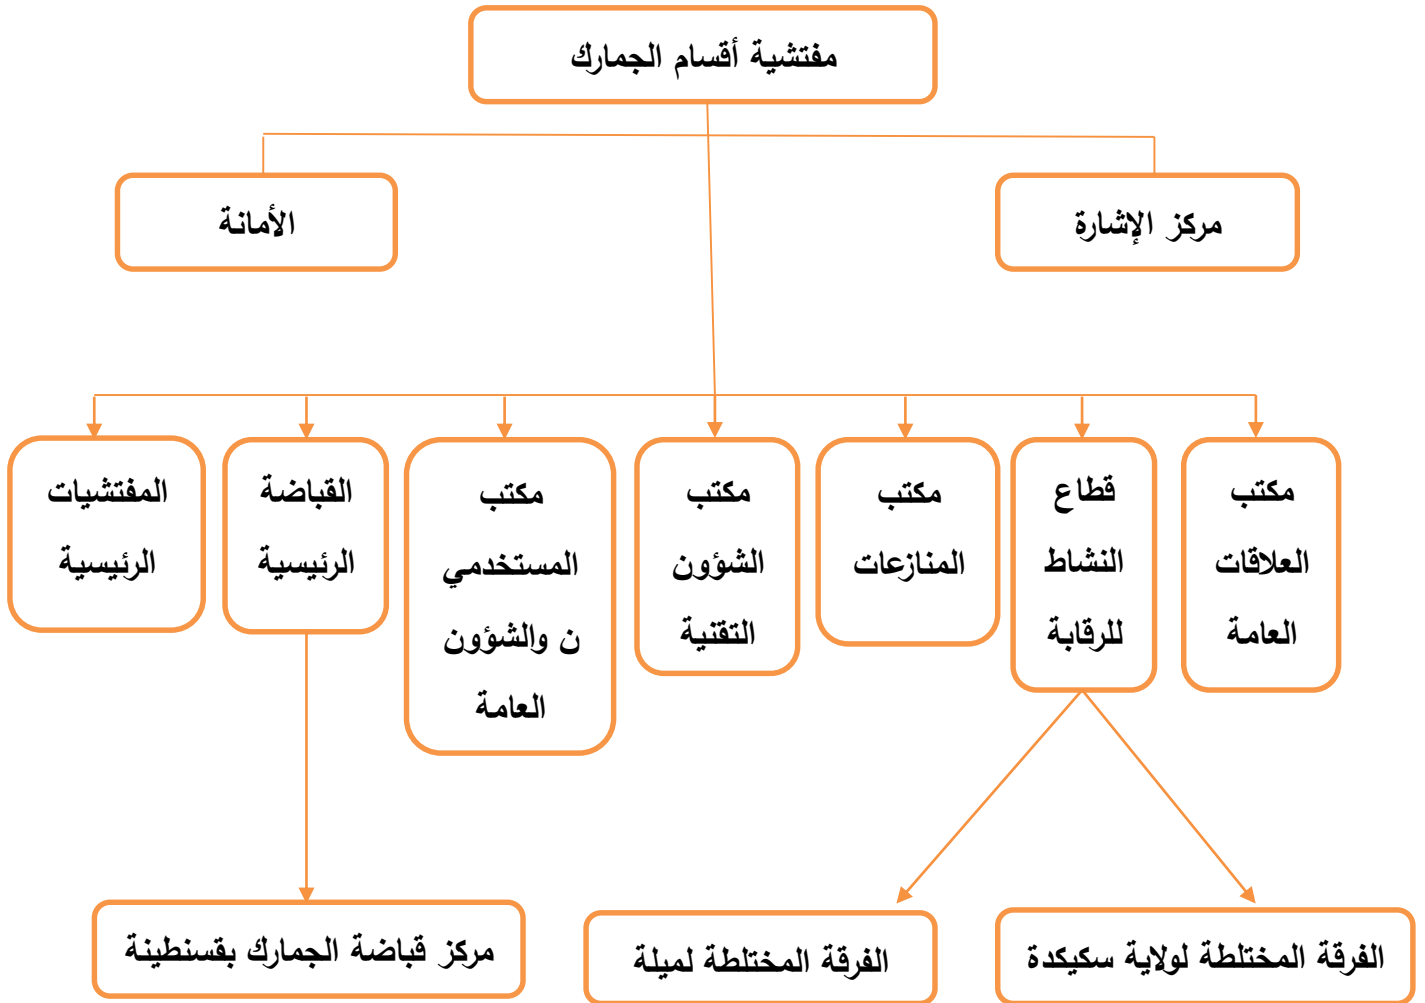 مفتشية أقسام الجمارك
مركز الإشارة
الأمانة
مكتب
العلاقات
العامة
قطاع
النشاط
للرقابة
مكتب
المنازعات
مكتب
الشؤون
التقنية
مكتب
المستخدمي
ن والشؤون
العامة
القباضة
الرئيسية
المفتشيات
الرئيسية
الفرقة المختلطة لولاية سكيكدة
الفرقة المختلطة لميلة
مركز قباضة الجمارك بقسنطينة